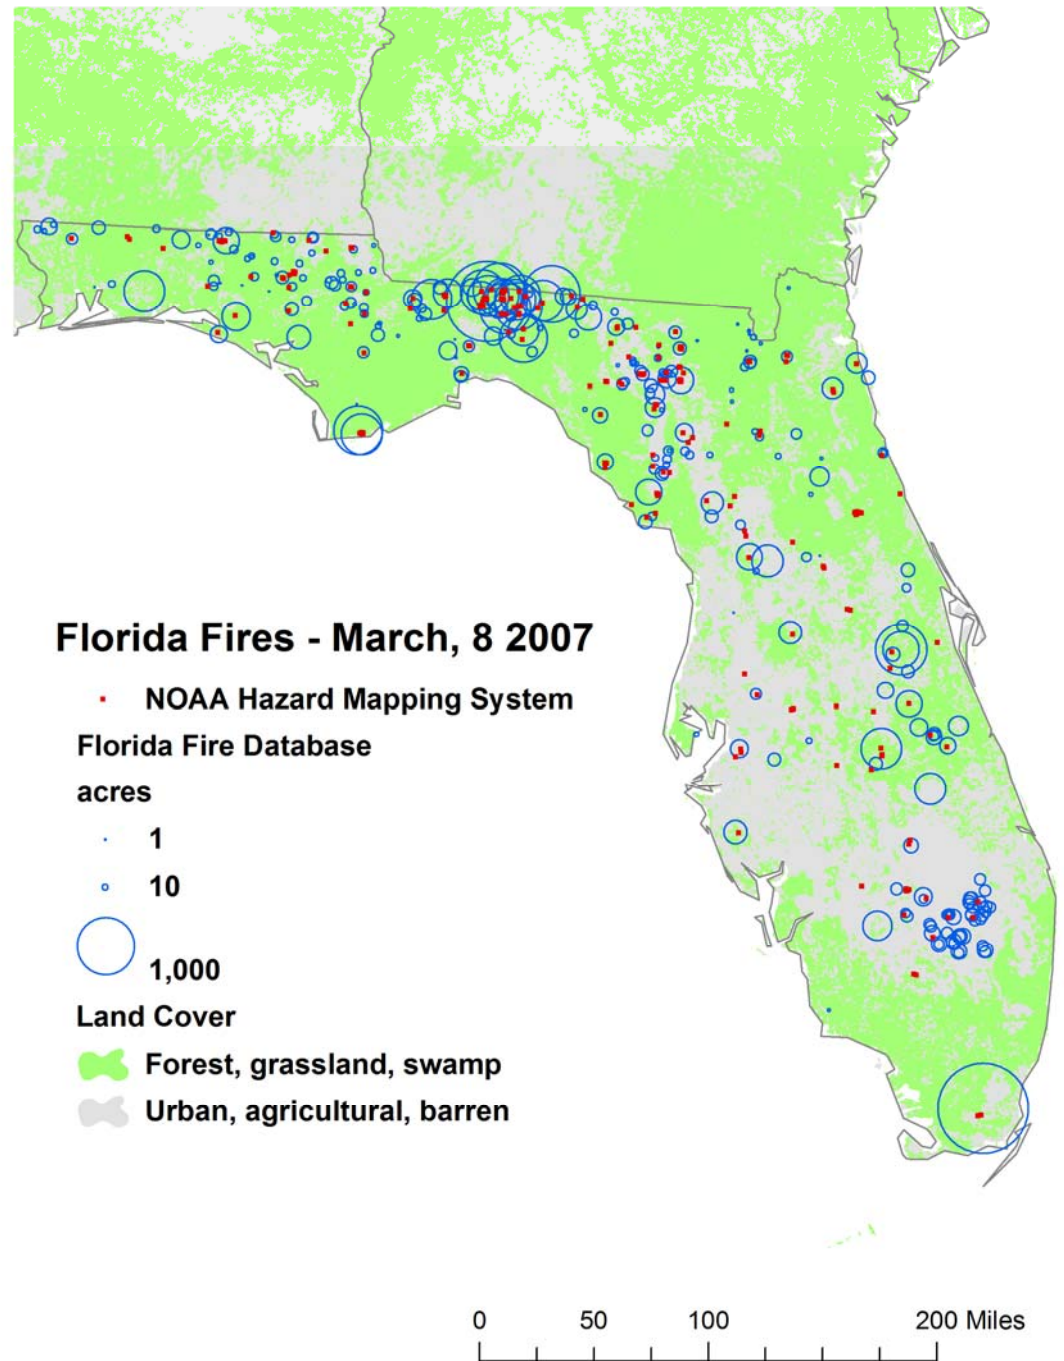 Florida Fires - March, 8 2007
NOAA Hazard Mapping System
Florida Fire Database
acres
1
10
1,000
Land Cover
Forest, grassland, swamp
Urban, agricultural, barren
0 50 100 200 Miles